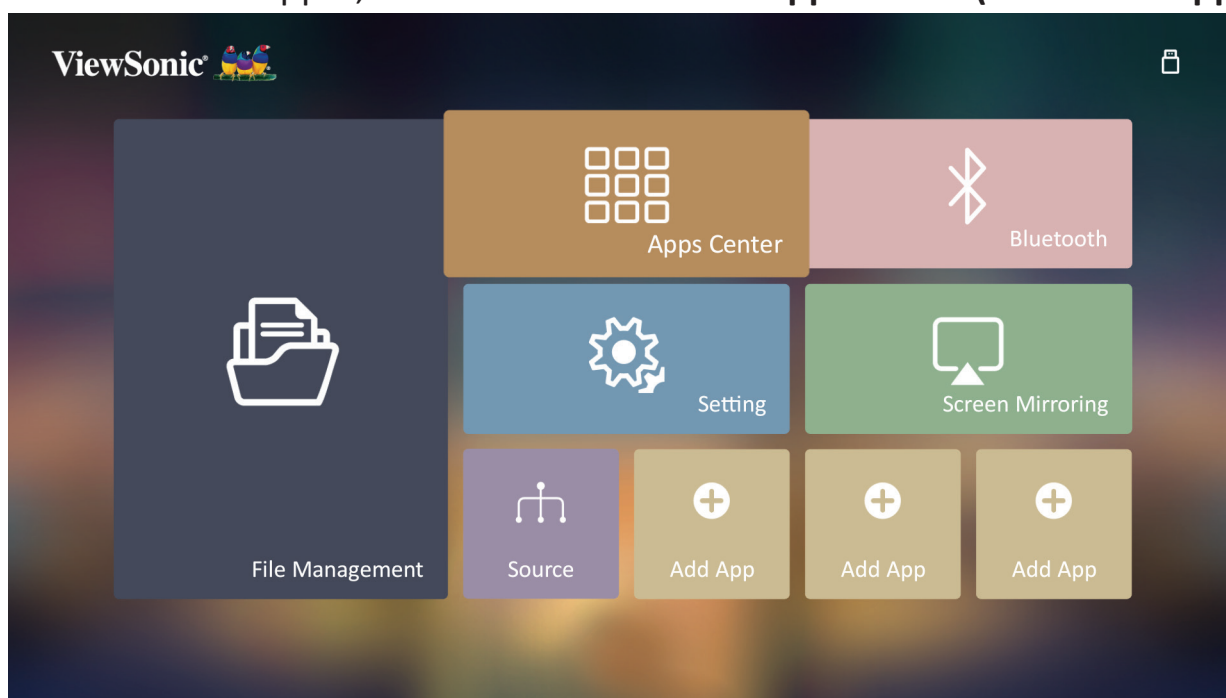 ViewSonic®
Apps Center
Bluetooth
Setting
Screen Mirroring
File Management
Source
Add App
Add App
Add App